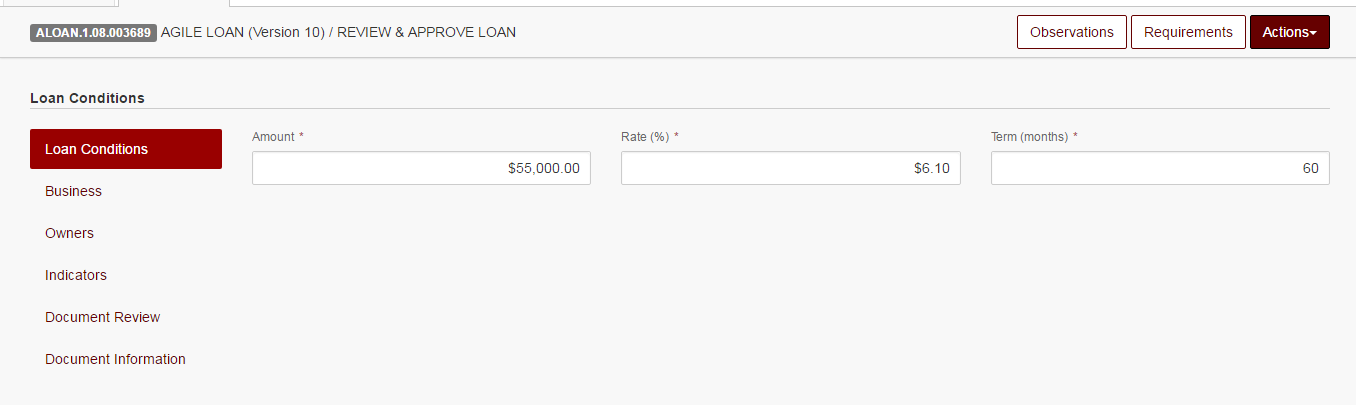 ALOAN.1.08.003689 AGILE LOAN (Version 10) / REVIEW & APPROVE LOAN
Observations
Requirements
Actions
Loan Conditions
Loan Conditions
Business
Owners
Indicators
Document Review
Document Information
Amount *
$55,000.00
Rate (%) *
$6.10
Term (months) *
60